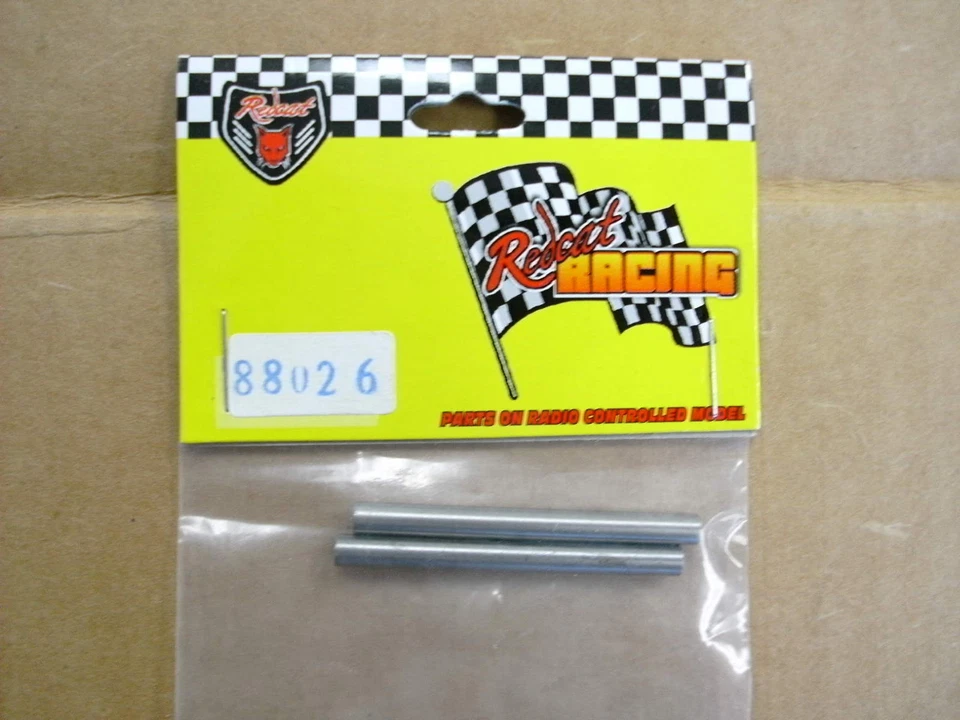 Redcat
Redcat
RACING
88026
PARTS ON RADIO CONTROLLED MODEL